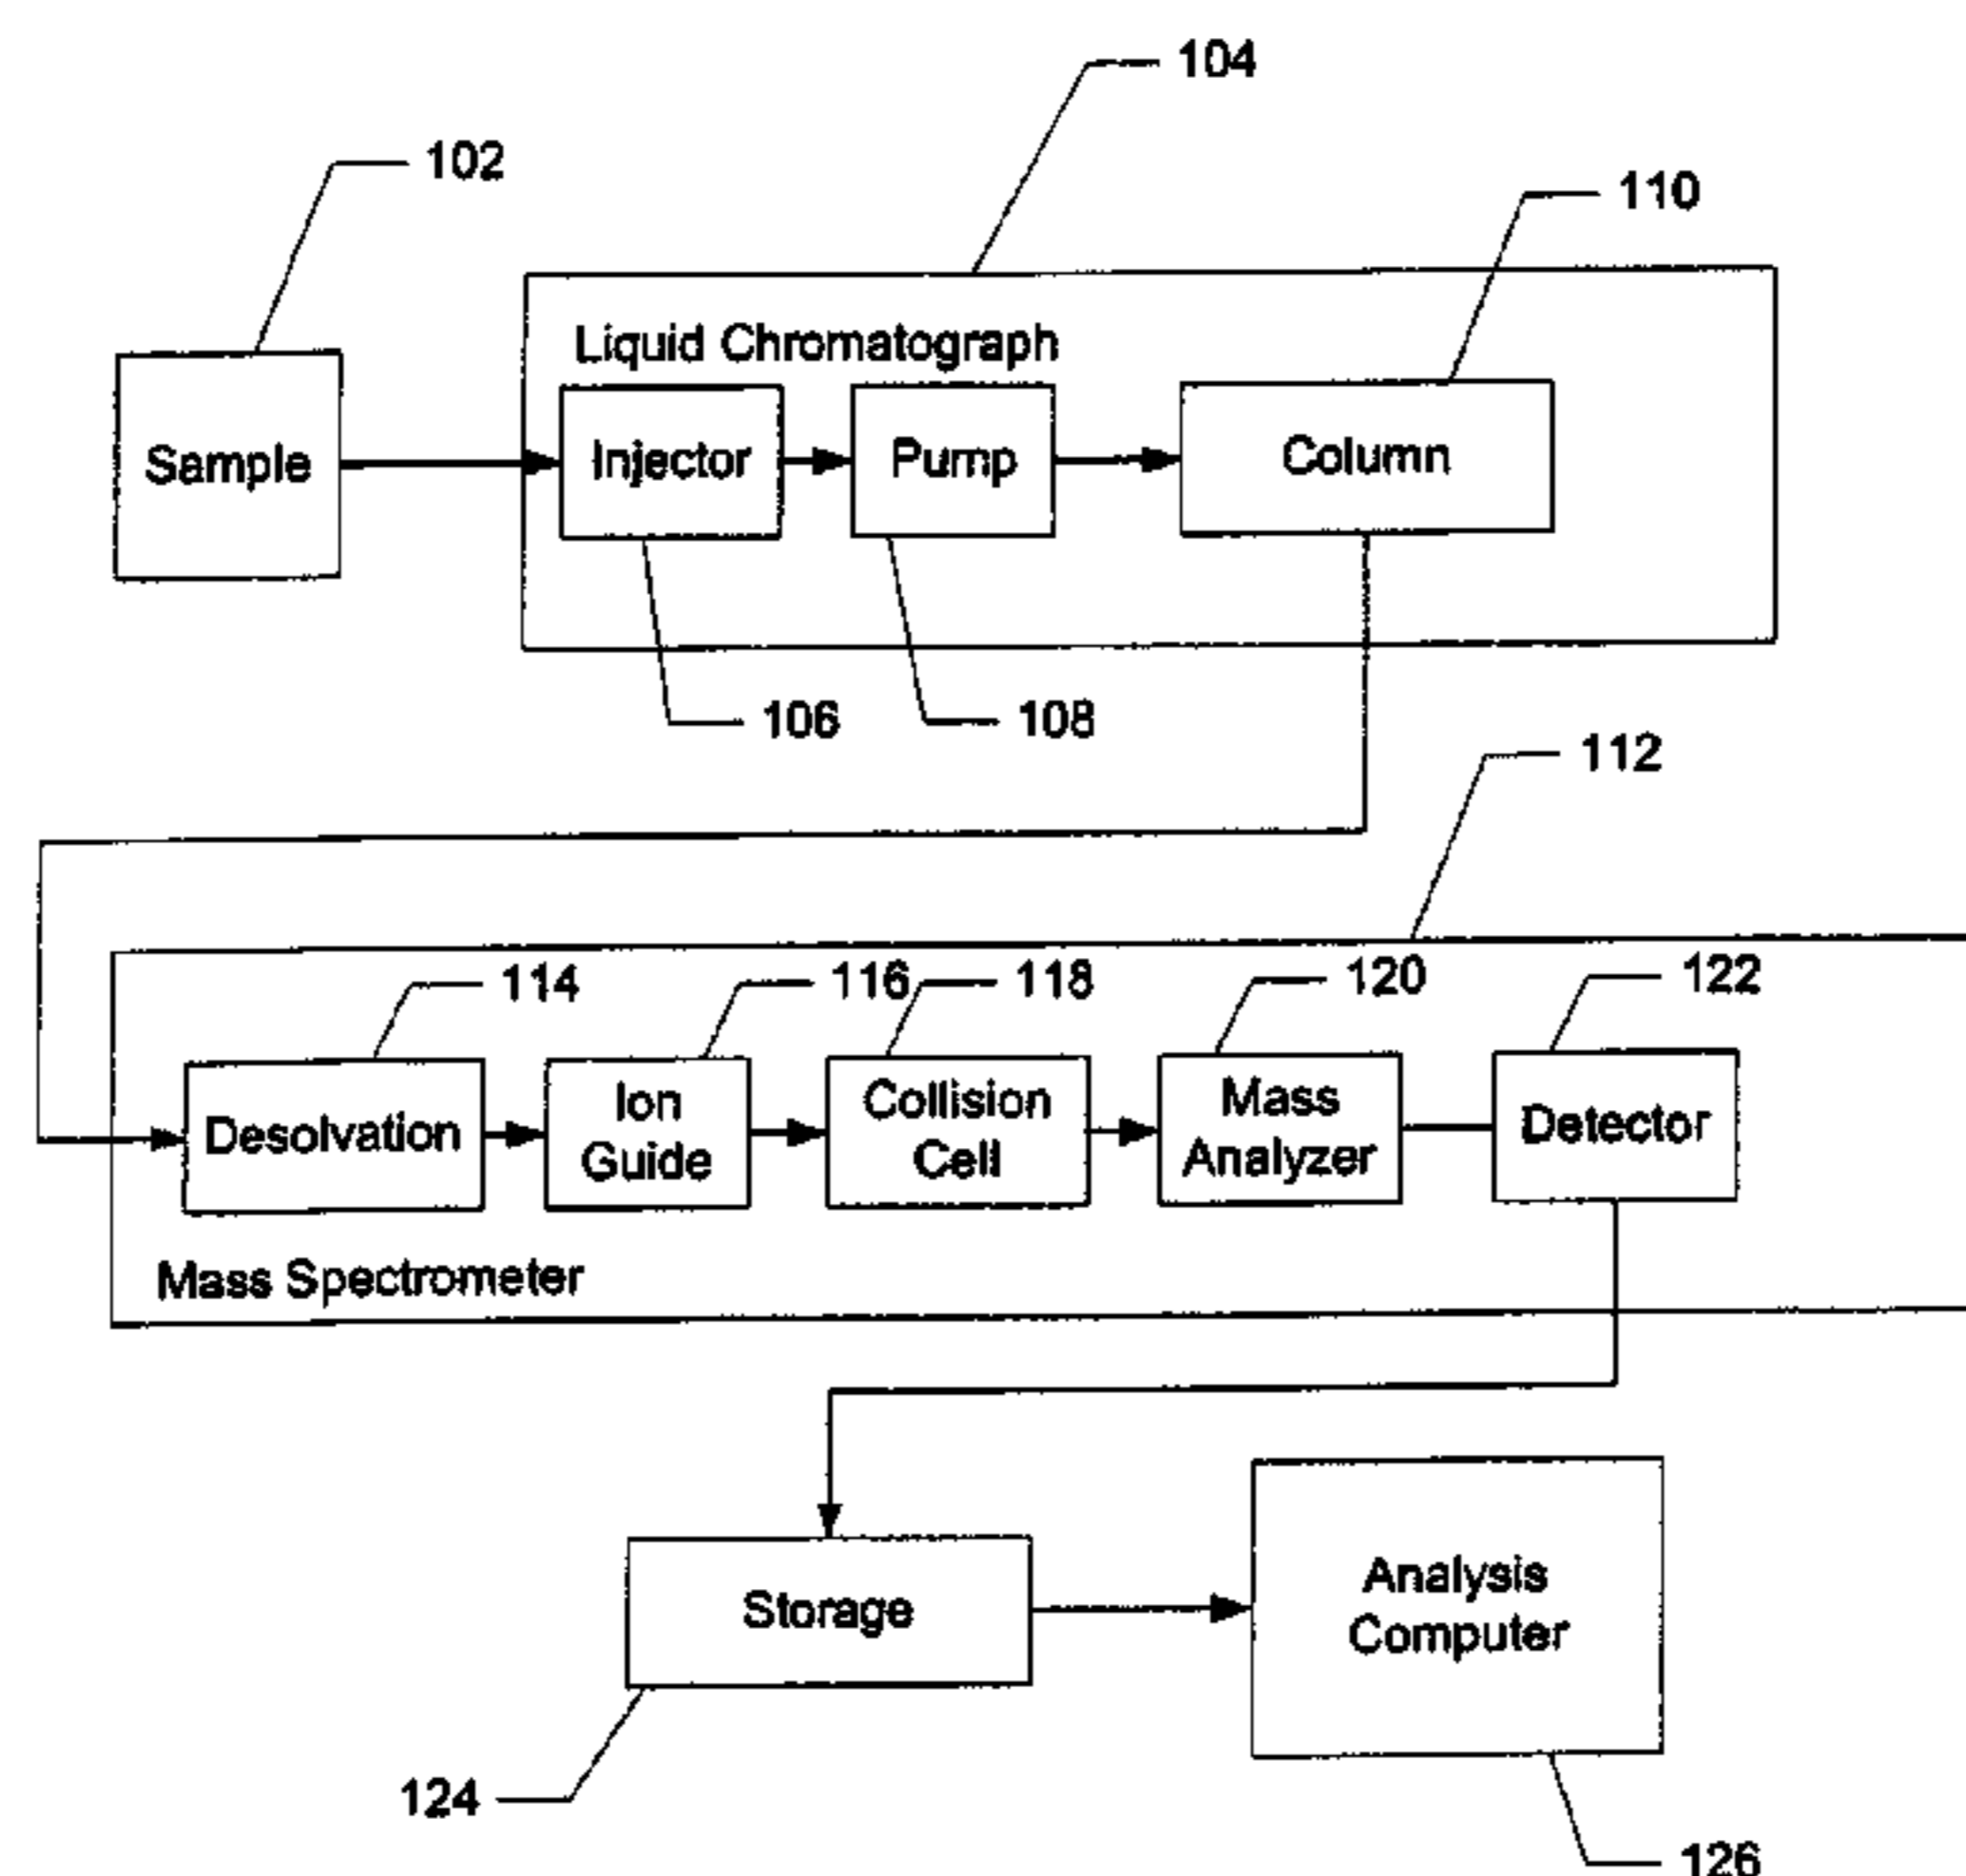 104
102
110
Liquid Chromatograph
Sample
Injector
Pump
Column
106
108
112
114
116
118
120
122
Desolvation
Ion
Guide
Collision
Cell
Mass
Analyzer
Detector
Mass Spectrometer
Storage
Analysis
Computer
124
126